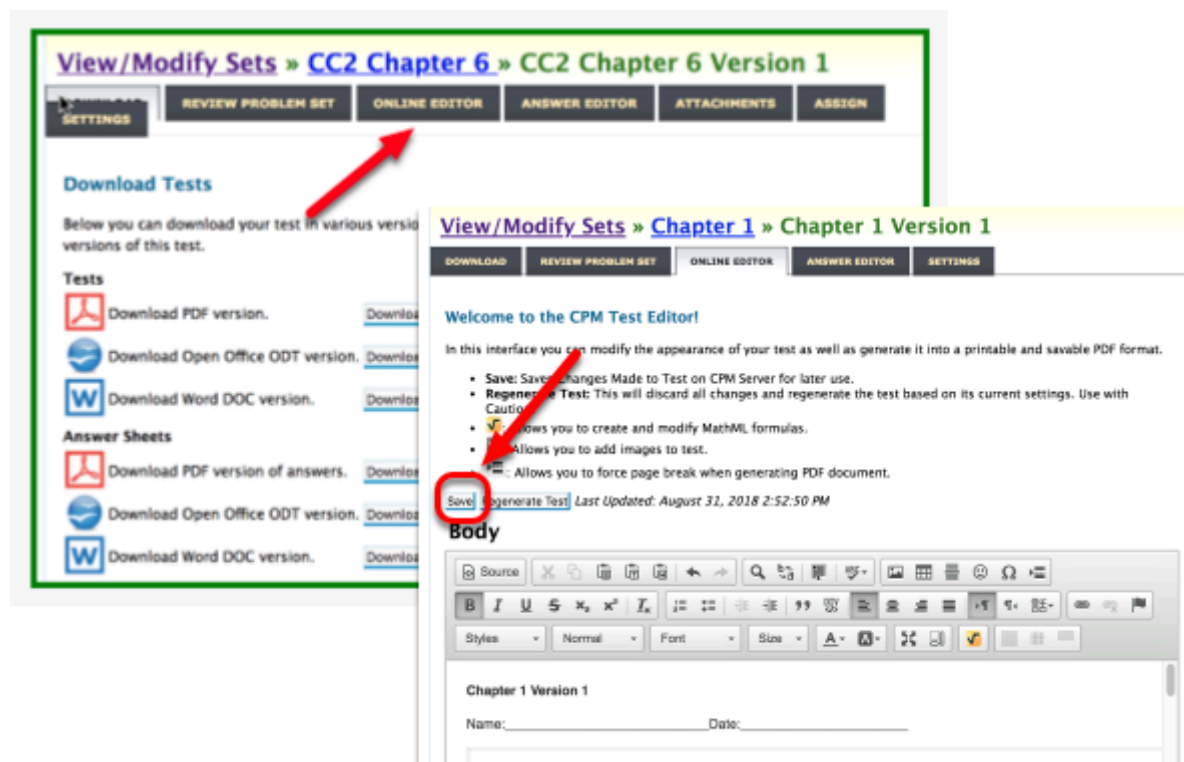 View/Modify Sets » CC2 Chapter 6 » CC2 Chapter 6 Version 1
SETTINGS
REVIEW PROBLEM SET
ONLINE EDITOR
ANSWER EDITOR
ATTACHMENTS
ASSIGN
Download Tests
Below you can download your test in various versio
versions of this test.
Tests
Download PDF version.
Download Open Office ODT version.
Download Word DOC version.
Answer Sheets
Download PDF version of answers.
Download Open Office ODT version.
Download Word DOC version.
View/Modify Sets » Chapter 1 » Chapter 1 Version 1
DOWNLOAD
REVIEW PROBLEM SET
ONLINE EDITOR
ANSWER EDITOR
SETTINGS
Welcome to the CPM Test Editor!
In this interface you can modify the appearance of your test as well as generate it into a printable and savable PDF format.
• Save: Saves Changes Made to Test on CPM Server for later use.
• Regenerate Test: This will discard all changes and regenerate the test based on its current settings. Use with
Caution
you to create and modify MathML formulas.
Allows you to add images to test.
: Allows you to force page break when generating PDF document.
Save Regenerate Test Last Updated: August 31, 2018 2:52:50 PM
Body
Source
Styles Normal Font Size
Chapter 1 Version 1
Name:____________________Date:____________________